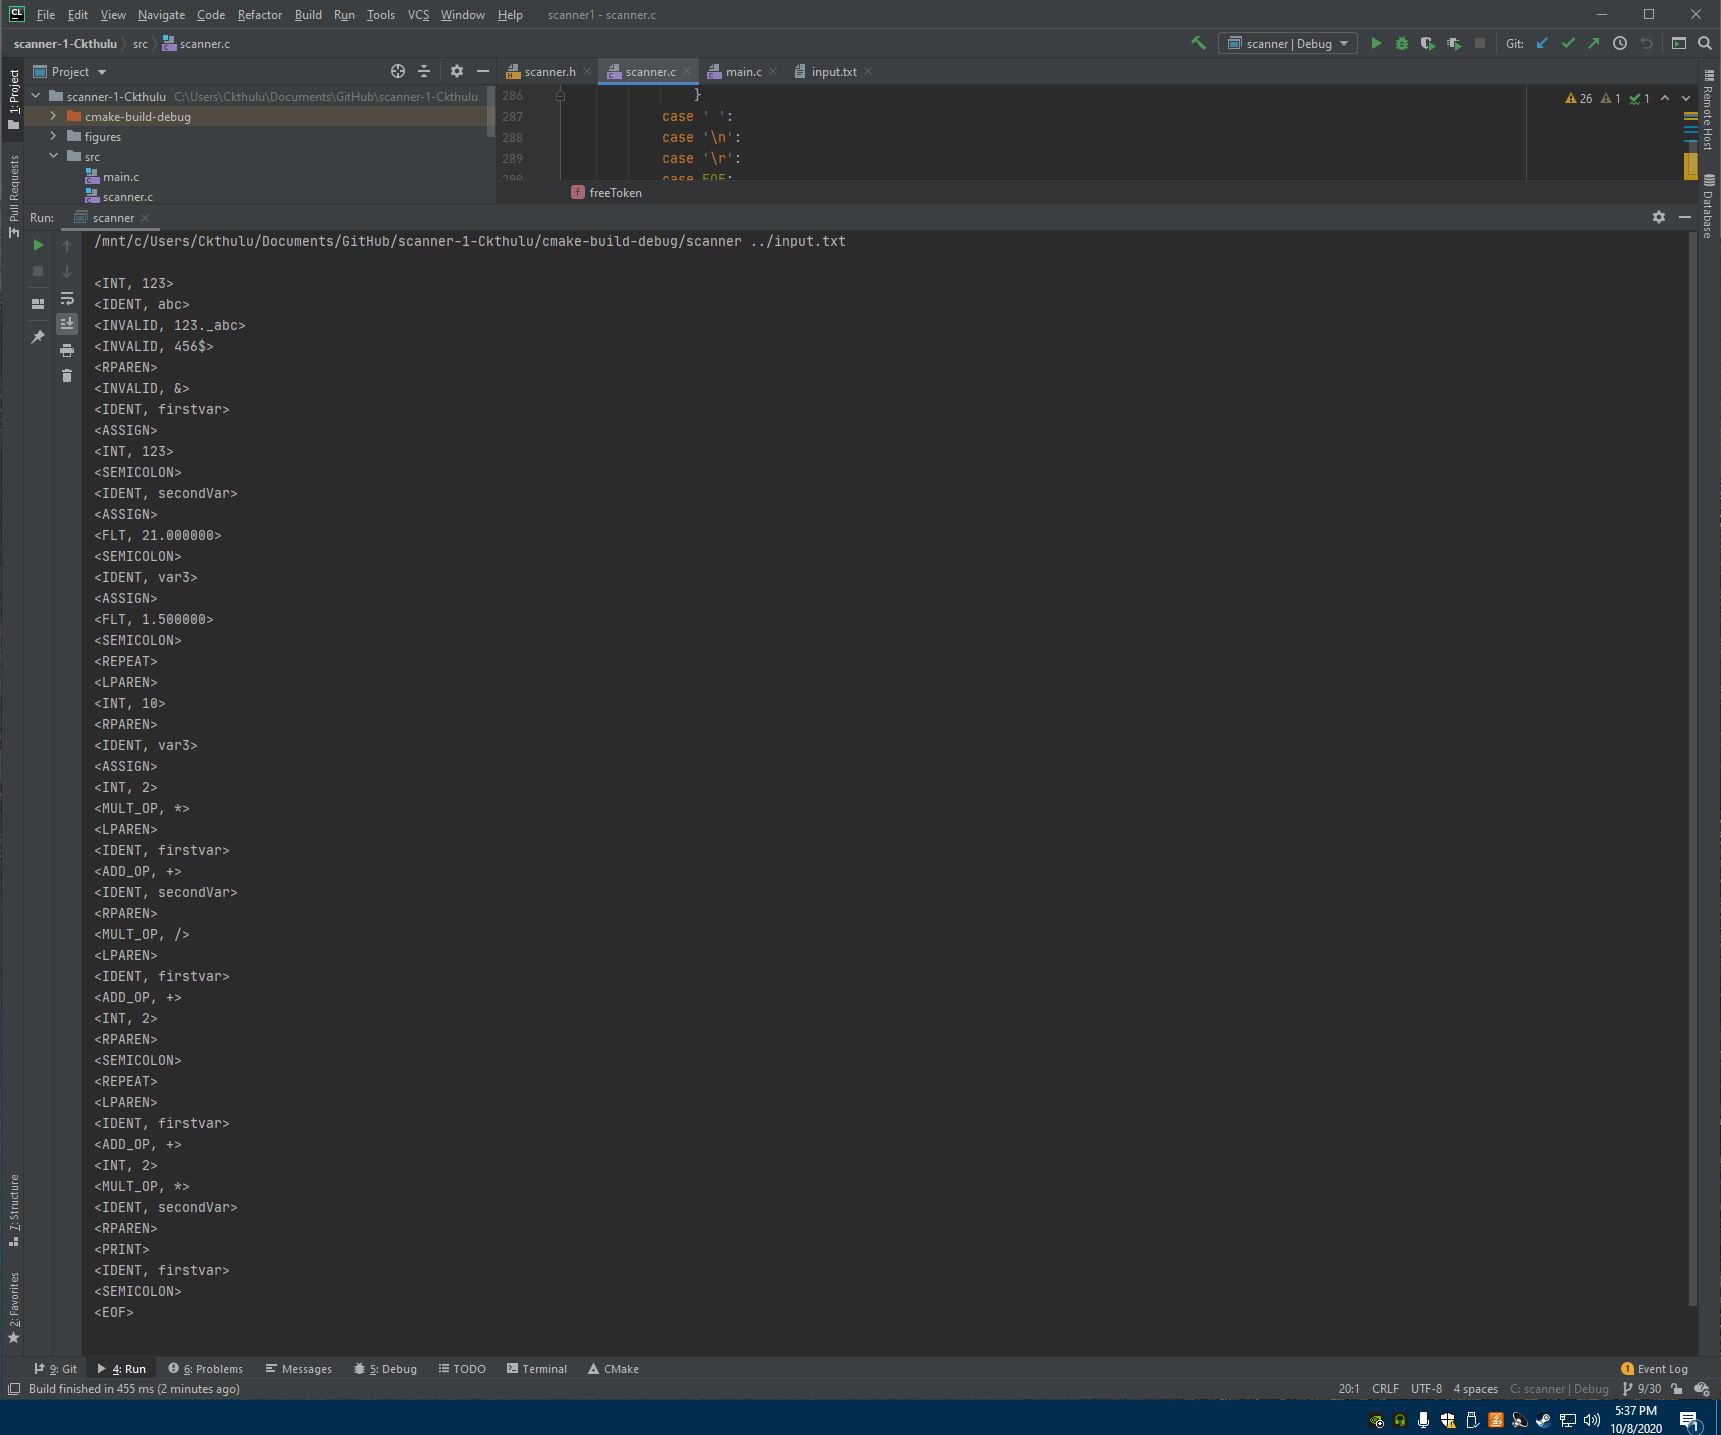 CL File Edit View Navigate Code Refactor Build Run Tools VCS Window Help scanner1 - scanner.c
scanner-1-Ckthulu src scanner.c scanner | Debug Git:
Project scanner.h scanner.c main.c input.txt
scanner-1-Ckthulu C:\Users\Ckthulu\Documents\GitHub\scanner-1-Ckthulu
cmake-build-debug
figures
src
main.c
scanner.c
286 }
287 case ' ':
288 case '\n':
289 case '\r':
290 case EOF:
26 1 1
freeToken
1: Project
Pull Requests
Remote Host
Database
Run: scanner
/mnt/c/Users/Ckthulu/Documents/GitHub/scanner-1-Ckthulu/cmake-build-debug/scanner ../input.txt
<INT, 123>
<IDENT, abc>
<INVALID, 123._abc>
<INVALID, 456$>
<RPAREN>
<INVALID, &>
<IDENT, firstvar>
<ASSIGN>
<INT, 123>
<SEMICOLON>
<IDENT, secondVar>
<ASSIGN>
<FLT, 21.000000>
<SEMICOLON>
<IDENT, var3>
<ASSIGN>
<FLT, 1.500000>
<SEMICOLON>
<REPEAT>
<LPAREN>
<INT, 10>
<RPAREN>
<IDENT, var3>
<ASSIGN>
<INT, 2>
<MULT_OP, *>
<LPAREN>
<IDENT, firstvar>
<ADD_OP, +>
<IDENT, secondVar>
<RPAREN>
<MULT_OP, />
<LPAREN>
<IDENT, firstvar>
<ADD_OP, +>
<INT, 2>
<RPAREN>
<SEMICOLON>
<REPEAT>
<LPAREN>
<IDENT, firstvar>
<ADD_OP, +>
<INT, 2>
<MULT_OP, *>
<IDENT, secondVar>
<RPAREN>
<PRINT>
<IDENT, firstvar>
<SEMICOLON>
<EOF>
7: Structure
2: Favorites
9: Git 4: Run 6: Problems Messages 5: Debug TODO Terminal CMake 1 Event Log
Build finished in 455 ms (2 minutes ago) 20:1 CRLF UTF-8 4 spaces C: scanner | Debug 9/30
5:37 PM
10/8/2020
1